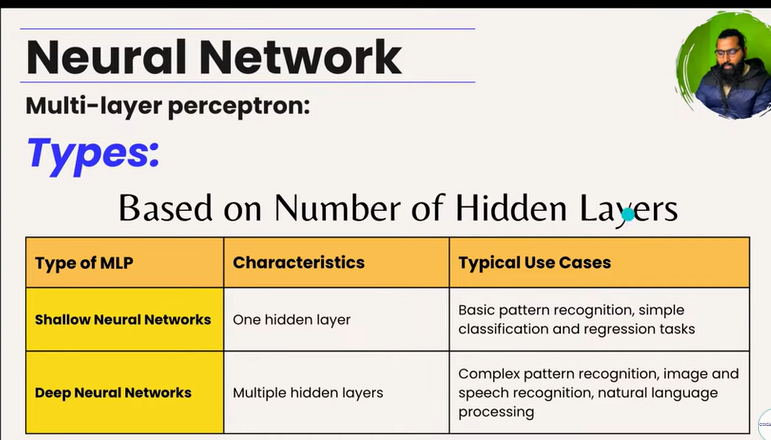 Neural Network
Multi-layer perceptron:
Types:
Based on Number of Hidden Layers
Type of MLP
Characteristics
Typical Use Cases
Shallow Neural Networks
One hidden layer
Basic pattern recognition, simple
classification and regression tasks
Deep Neural Networks
Multiple hidden layers
Complex pattern recognition, image and
speech recognition, natural language
processing